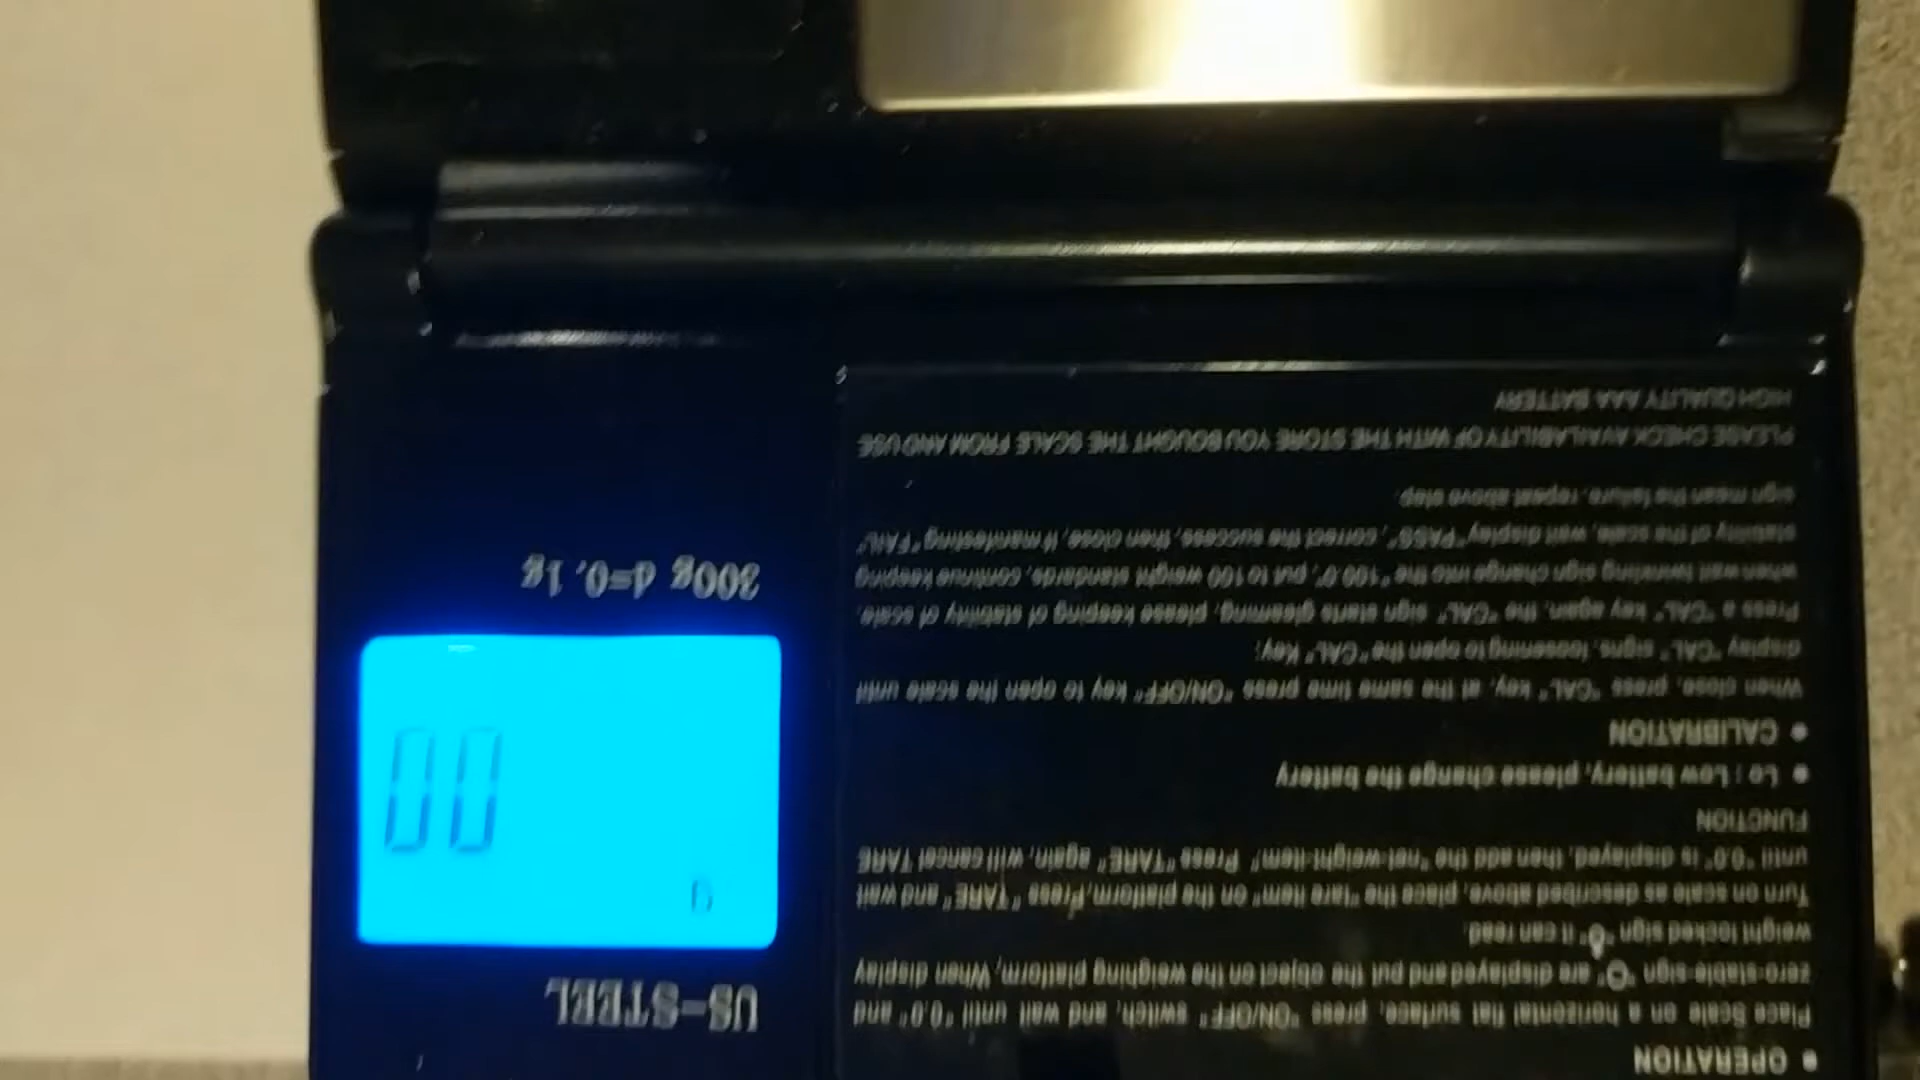 US-STEEL
g
00
300g d=0, 1g
• OPERATION
Place Scale on a horizontal flat surface, press "ON/OFF" switch, and wait until "0.0" and
zero-stable-sign "O" are displayed and put the object on the weighing platform, When display
weight locked sign " " it can read.
Turn on scale as described above, place the "tare item" on the platform, Press "TARE" and wait
until "0.0" is displayed, then add the "net-weight-item". Press "TARE" again, will cancel TARE
FUNCTION
• Lo : Low battery, please change the battery
• CALIBRATION
When close, press "CAL" key, at the same time press "ON/OFF" key to open the scale until
display "CAL" signs, loosening to open the "CAL" Key;
Press a "CAL" key again, the "CAL" sign starts gleaming, please keeping of stability of scale,
when wait twinkling sign change into the "100.0", put to 100 weight standards, continue keeping
stability of the scale, wait display "PASS", correct the success, then close, If manifesting "FAIL"
sign mean the failure, repeat above step.
PLEASE CHECK AVAILABILITY OF WITH THE STORE YOU BOUGHT THE SCALE FROM AND USE
HIGH QUALITY AAA BATTERY